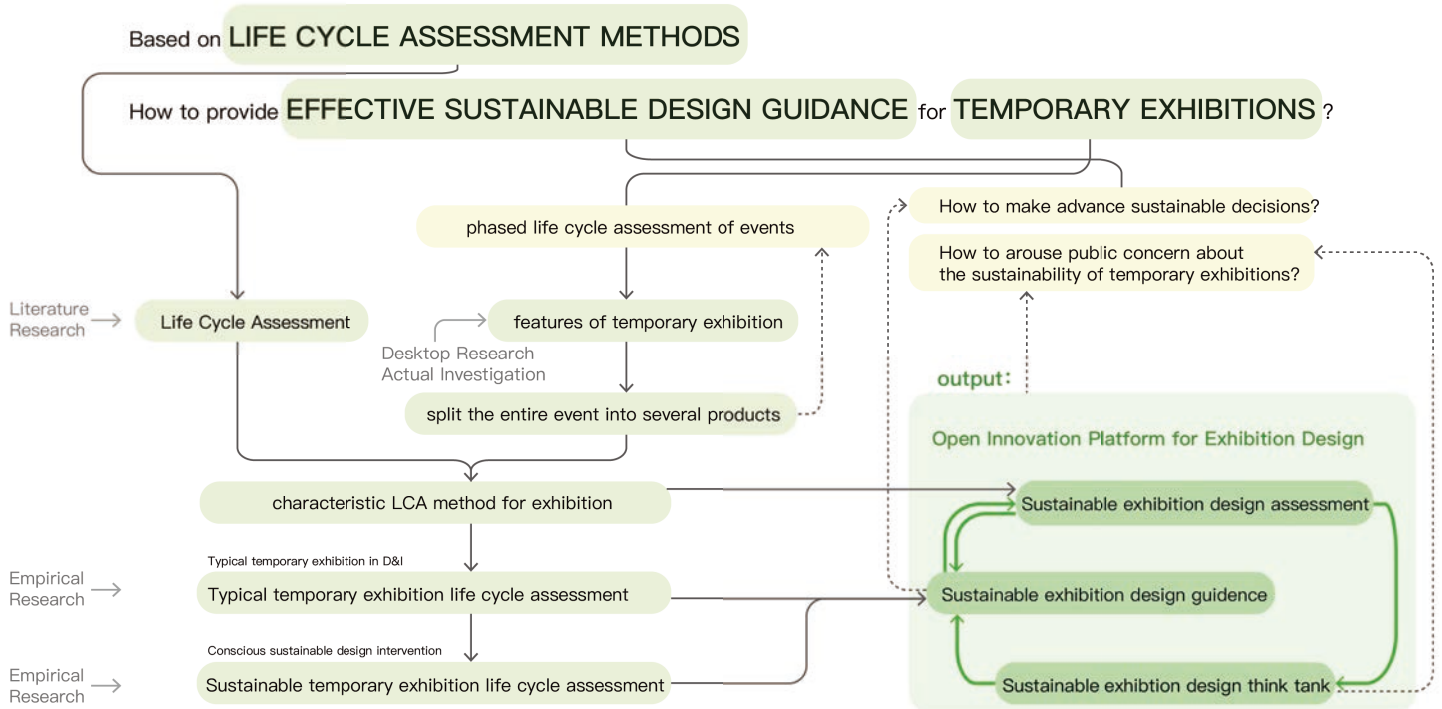 Based on LIFE CYCLE ASSESSMENT METHODS
How to provide EFFECTIVE SUSTAINABLE DESIGN GUIDANCE for TEMPORARY EXHIBITIONS ?
phased life cycle assessment of events
How to make advance sustainable decisions?
How to arouse public concern about
the sustainability of temporary exhibitions?
Literature
Research
Life Cycle Assessment
features of temporary exhibition
Desktop Research
Actual Investigation
split the entire event into several products
output:
Open Innovation Platform for Exhibition Design
characteristic LCA method for exhibition
Sustainable exhibition design assessment
Typical temporary exhibition in D&I
Empirical
Research
Typical temporary exhibition life cycle assessment
Sustainable exhibition design guidence
Conscious sustainable design intervention
Empirical
Research
Sustainable temporary exhibition life cycle assessment
Sustainable exhibtion design think tank